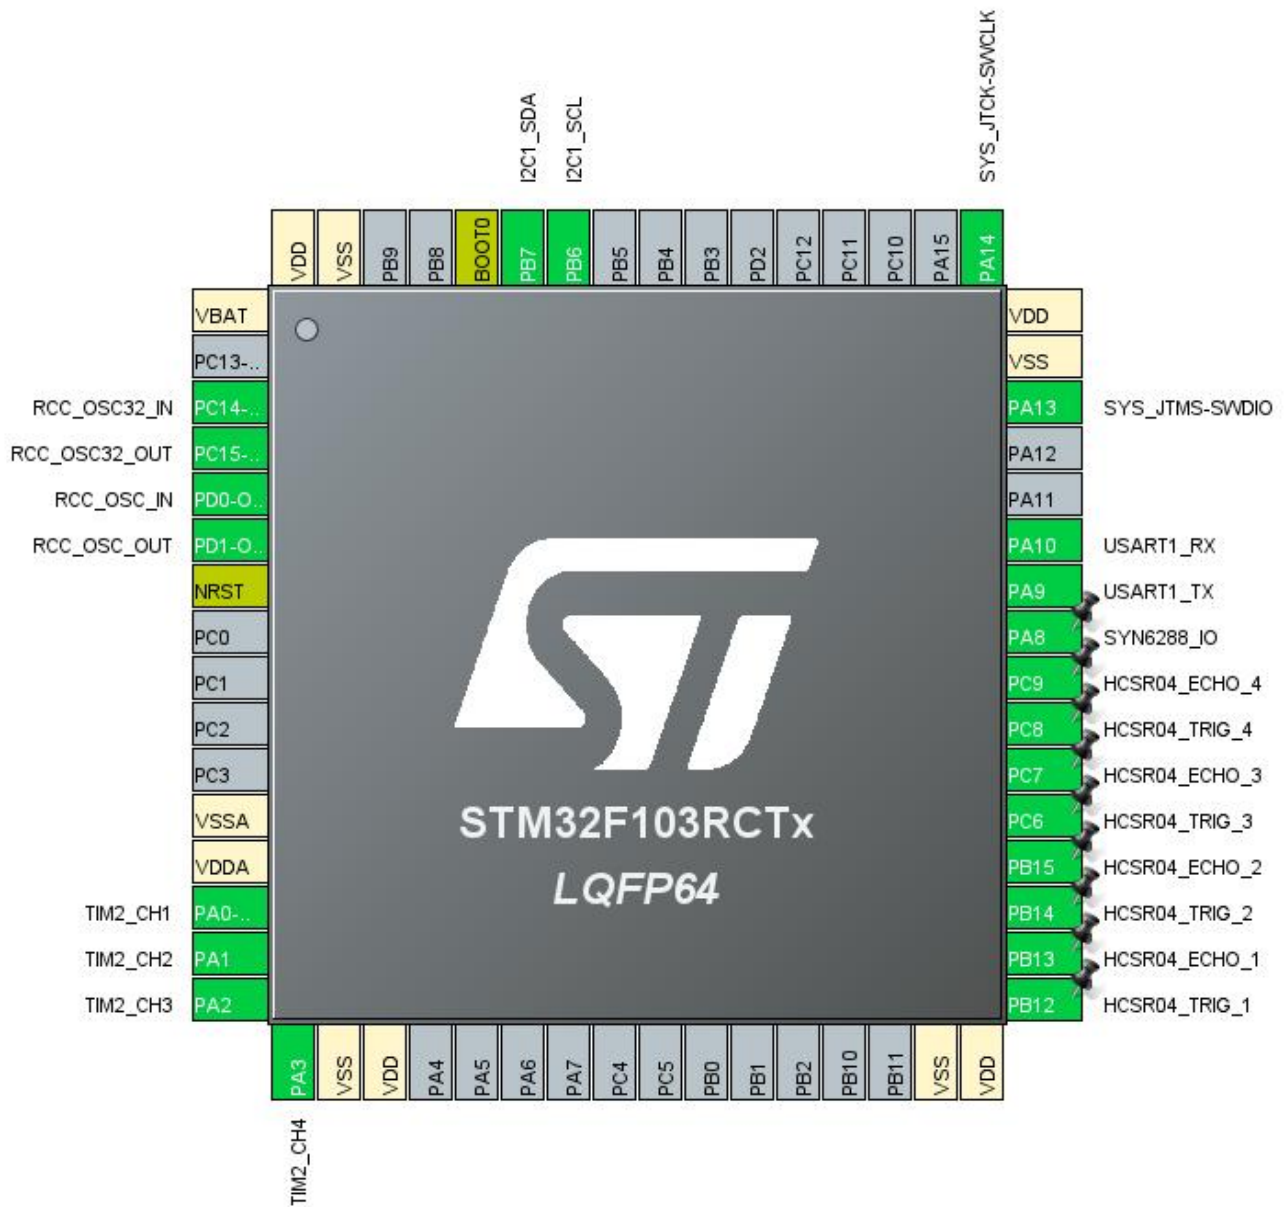 SYS_JTCK-SWCLK
I2C1_SDA
I2C1_SCL
VDD
VSS
PB9
PB8
BOOT0
PB7
PB6
PB5
PB4
PB3
PD2
PC12
PC11
PC10
PA15
PA14
VBAT
VDD
PC13-..
VSS
RCC_OSC32_IN PC14-..
PA13 SYS_JTMS-SWDIO
RCC_OSC32_OUT PC15-..
PA12
RCC_OSC_IN PD0-O..
PA11
RCC_OSC_OUT PD1-O..
PA10 USART1_RX
NRST
PA9 USART1_TX
PC0
PA8 SYN6288_IO
PC1
PC9 HCSR04_ECHO_4
PC2
PC8 HCSR04_TRIG_4
PC3
PC7 HCSR04_ECHO_3
VSSA
PC6 HCSR04_TRIG_3
VDDA
PB15 HCSR04_ECHO_2
TIM2_CH1 PA0-..
PB14 HCSR04_TRIG_2
TIM2_CH2 PA1
PB13 HCSR04_ECHO_1
TIM2_CH3 PA2
PB12 HCSR04_TRIG_1
ST
STM32F103RCTx
LQFP64
PA3
VSS
VDD
PA4
PA5
PA6
PA7
PC4
PC5
PB0
PB1
PB2
PB10
PB11
VSS
VDD
TIM2_CH4